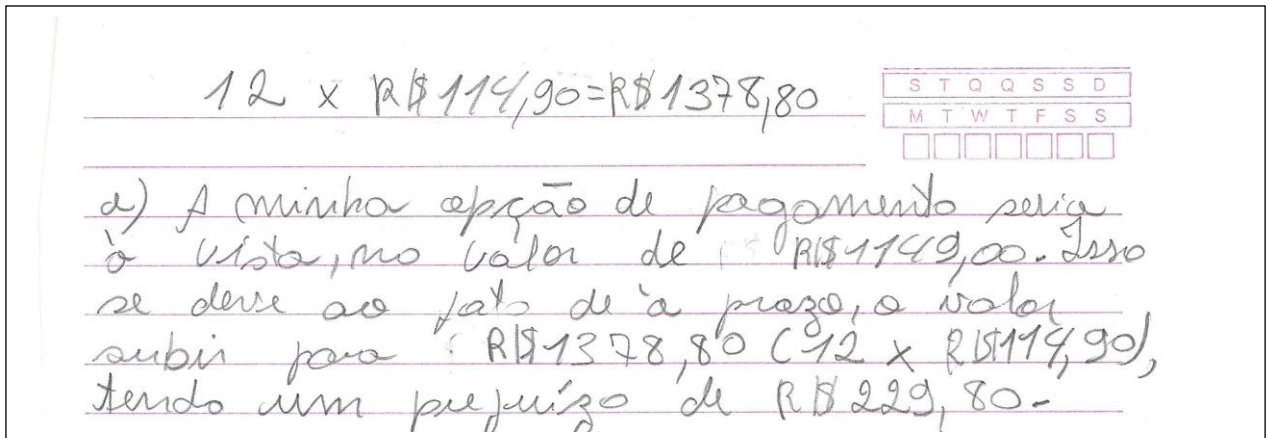 12 x R$114,90=R$1378,80
S T Q Q S S D
M T W T F S S
a) A minha opção de pagamento seria
à vista, no valor de R$1149,00. Isso
se deve ao fato de à prazo, o valor
subir para R$1378,80 (12 x R$114,90),
tendo um prejuízo de R$229,80.